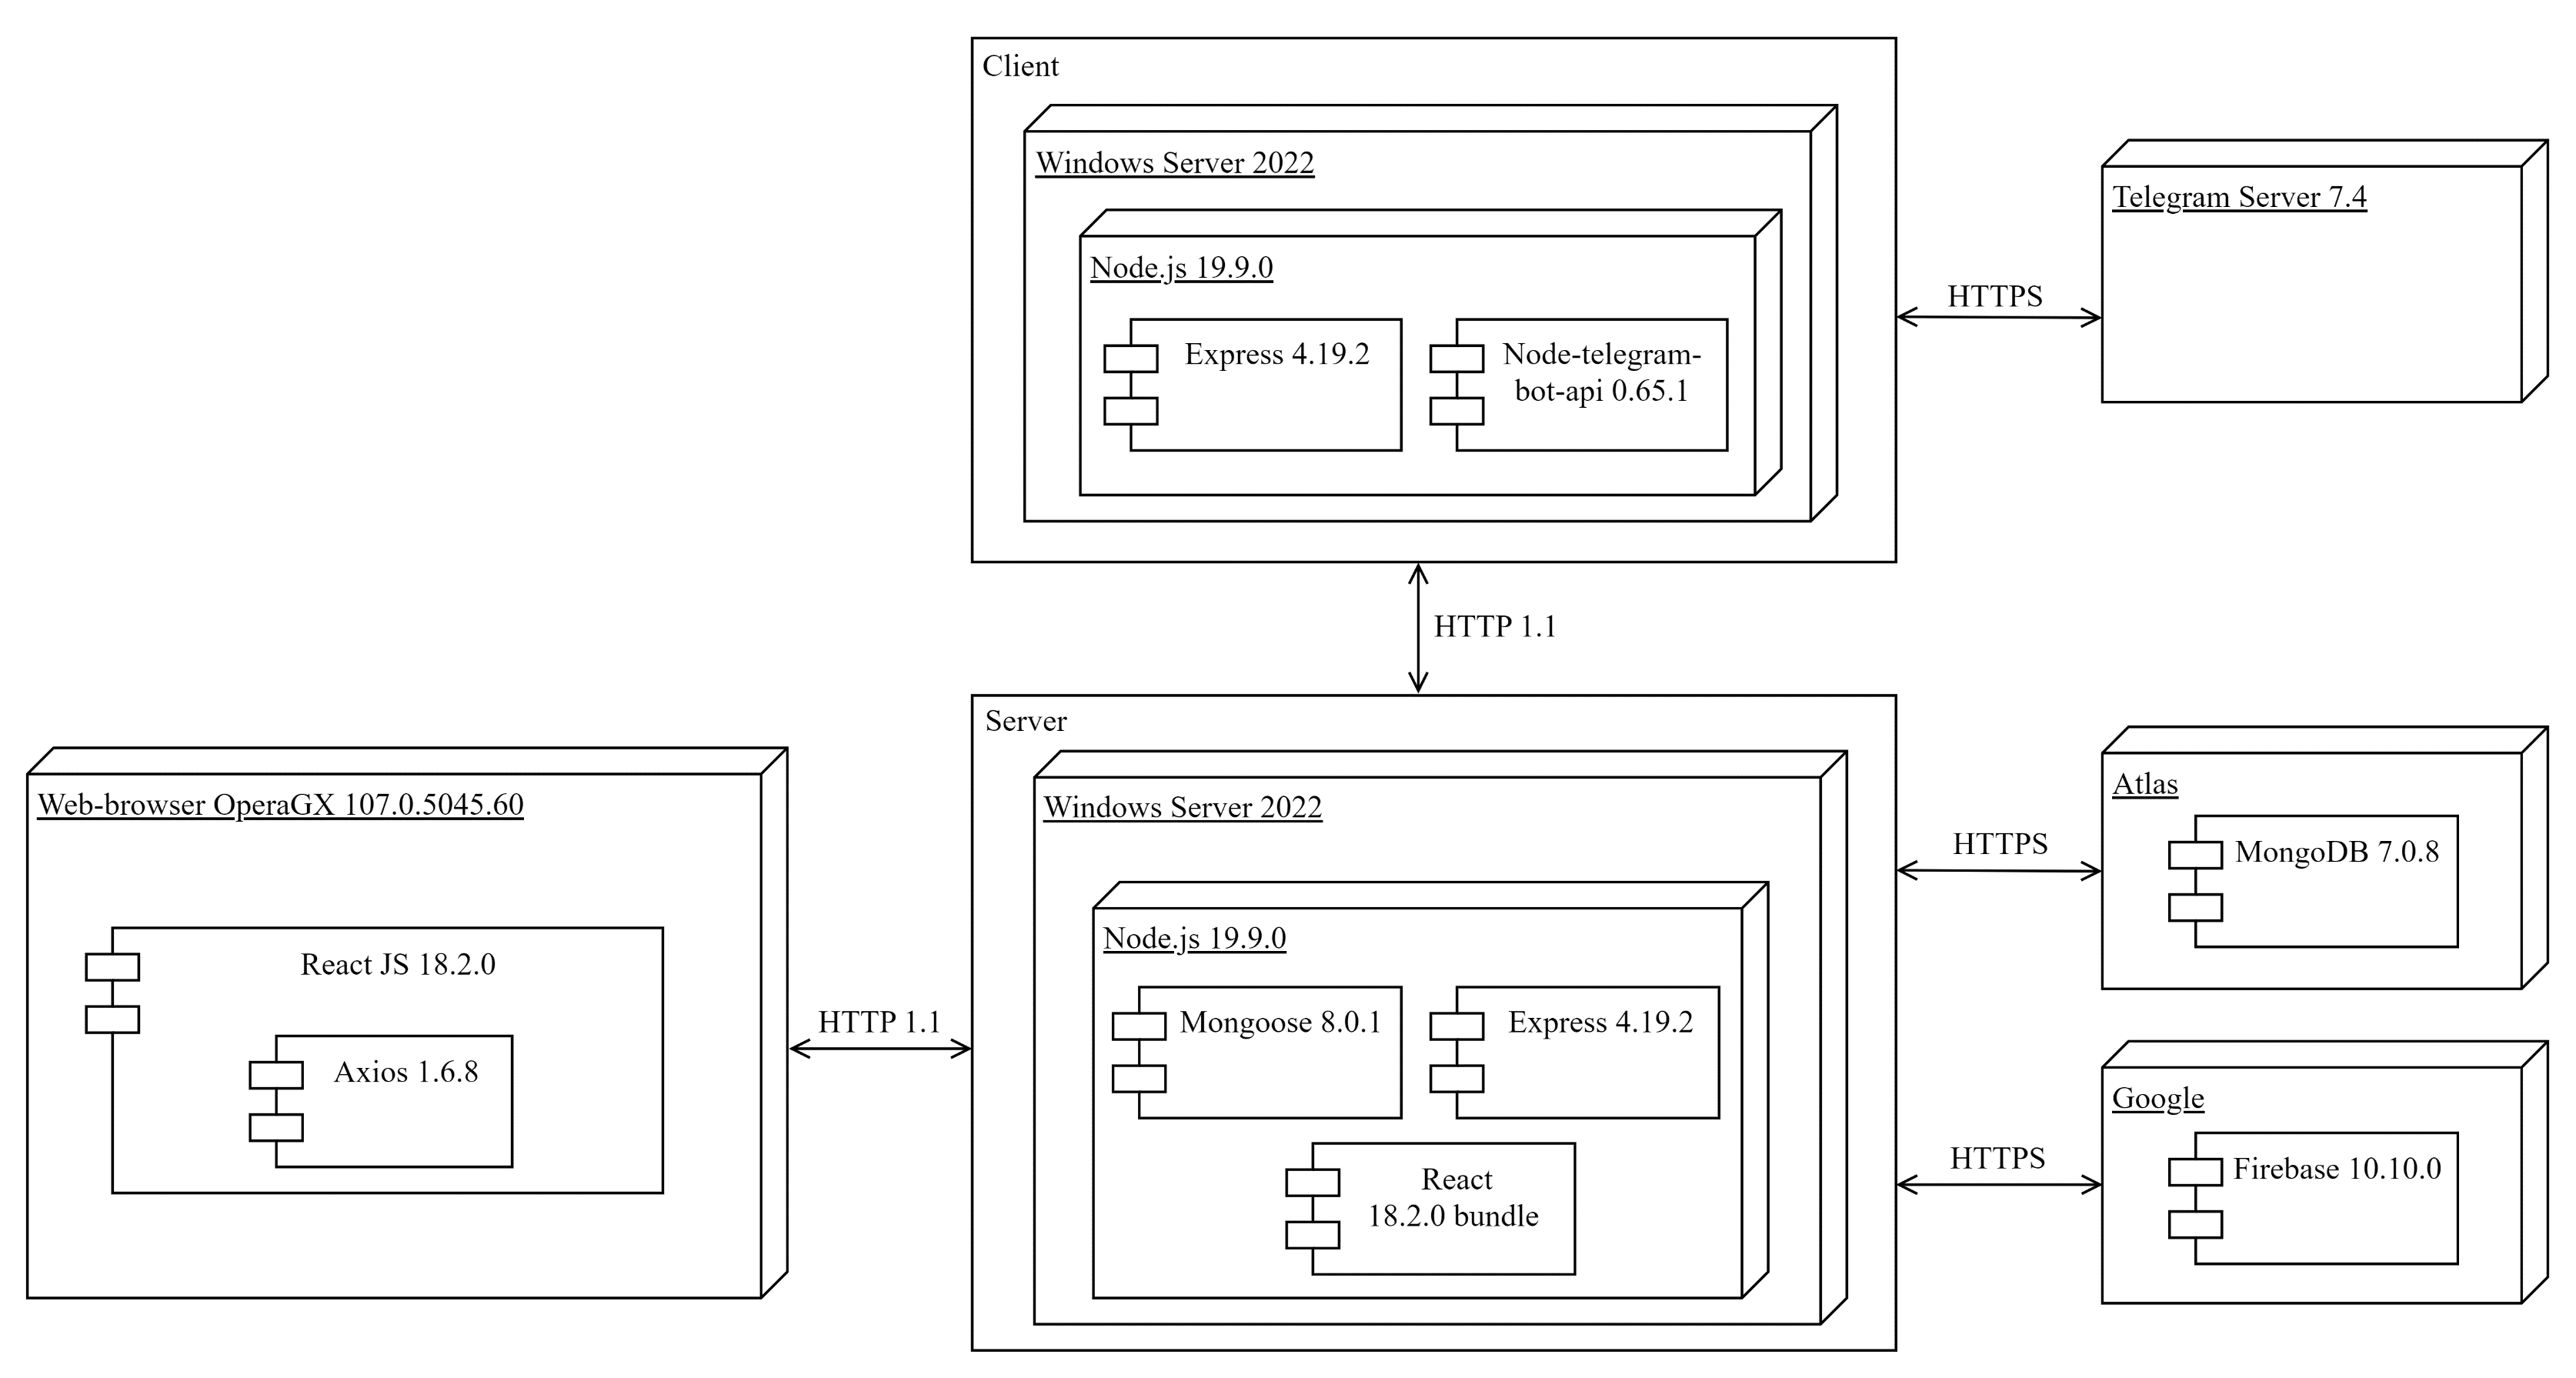 Client
Windows Server 2022
Node.js 19.9.0
Express 4.19.2
Node-telegram-
bot-api 0.65.1
HTTPS
Telegram Server 7.4
HTTP 1.1
Web-browser OperaGX 107.0.5045.60
React JS 18.2.0
Axios 1.6.8
HTTP 1.1
Server
Windows Server 2022
Node.js 19.9.0
Mongoose 8.0.1
Express 4.19.2
React
18.2.0 bundle
HTTPS
Atlas
MongoDB 7.0.8
HTTPS
Google
Firebase 10.10.0